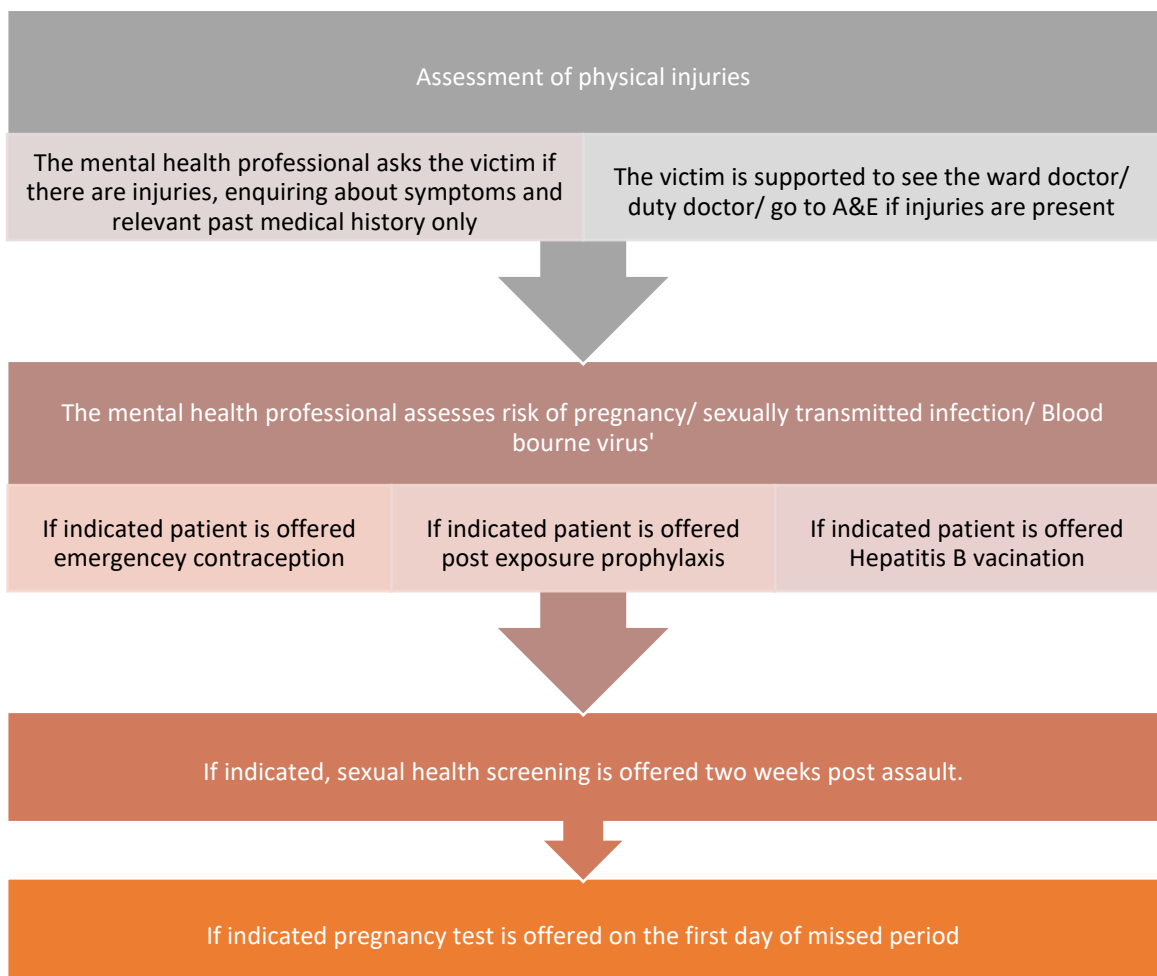 Assessment of physical injuries
The mental health professional asks the victim if
there are injuries, enquiring about symptoms and
relevant past medical history only
The victim is supported to see the ward doctor/
duty doctor/ go to A&E if injuries are present
The mental health professional assesses risk of pregnancy/ sexually transmitted infection/ Blood
bourne virus'
If indicated patient is offered
emergencey contraception
If indicated patient is offered
post exposure prophylaxis
If indicated patient is offered
Hepatitis B vacination
If indicated, sexual health screening is offered two weeks post assault.
If indicated pregnancy test is offered on the first day of missed period